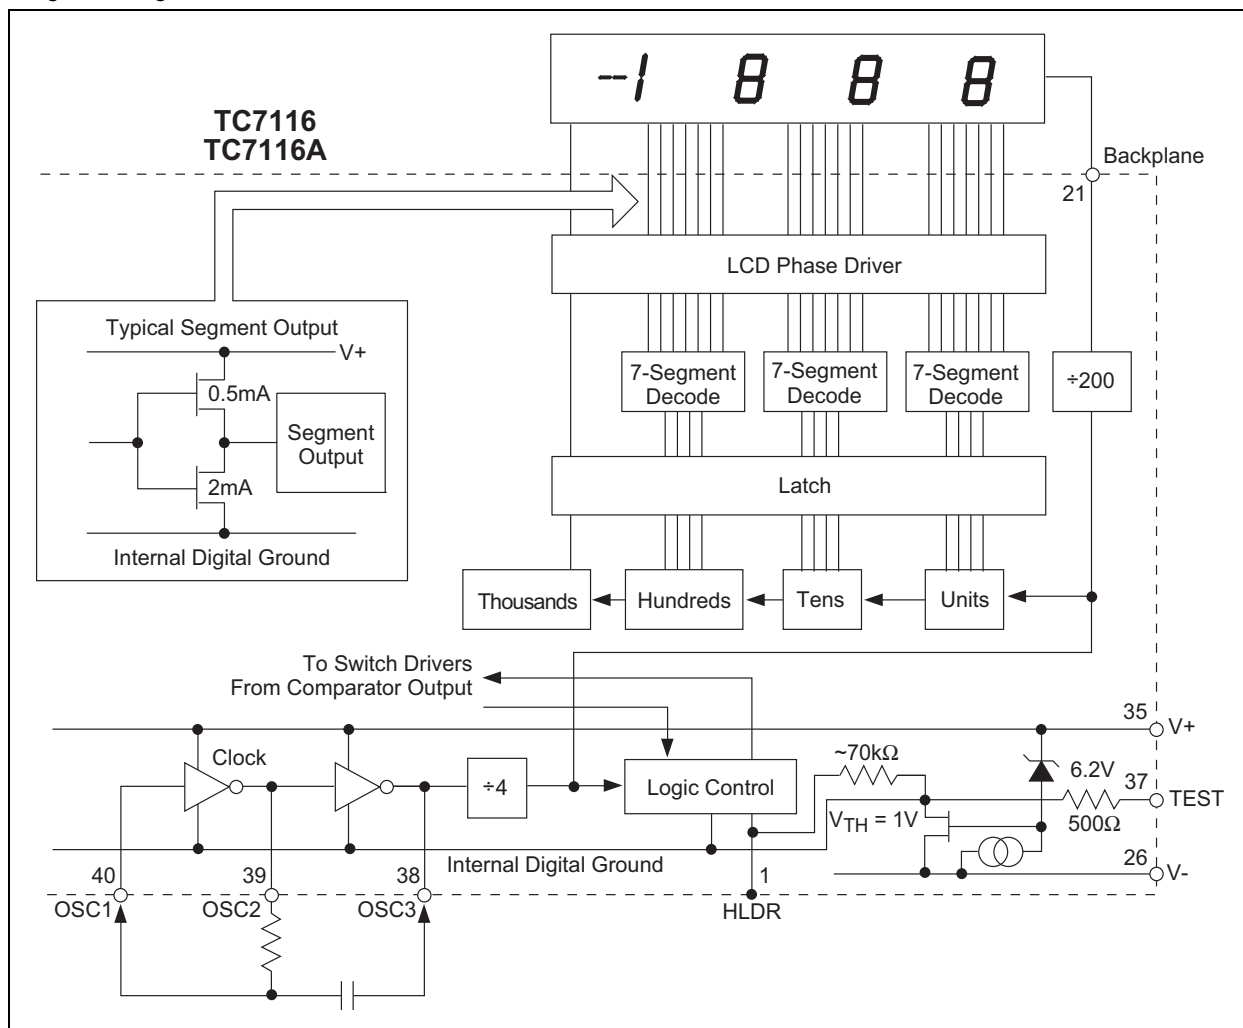 -1 8 8 8
TC7116
TC7116A
Backplane
21
LCD Phase Driver
Typical Segment Output
V+
0.5mA
Segment
Output
2mA
Internal Digital Ground
7-Segment
Decode
7-Segment
Decode
7-Segment
Decode
÷200
Latch
Thousands
Hundreds
Tens
Units
To Switch Drivers
From Comparator Output
35
V+
Clock
÷4
Logic Control
~70kΩ
6.2V
37
TEST
500Ω
VTH = 1V
Internal Digital Ground
26
V-
40
39
38
1
OSC1
OSC2
OSC3
HLDR